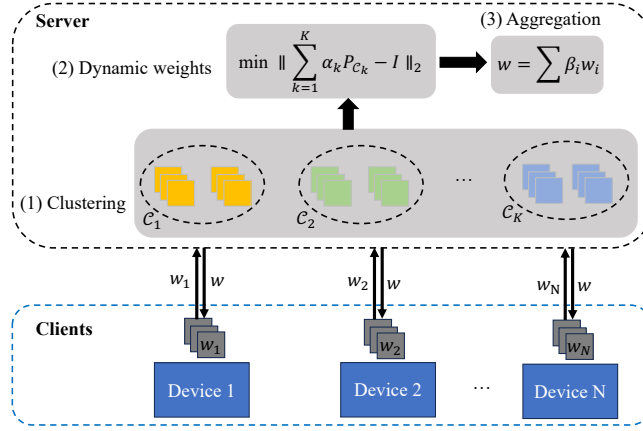 Server
(3) Aggregation
(2) Dynamic weights
min ‖ ∑_{k=1}^{K} α_k P_{𝒞_k} − I ‖_2
w = ∑ β_i w_i
(1) Clustering
𝒞_1
𝒞_2
...
𝒞_K
w_1 w
w_2 w
w_N w
Clients
w_1
w_2
w_N
Device 1
Device 2
...
Device N